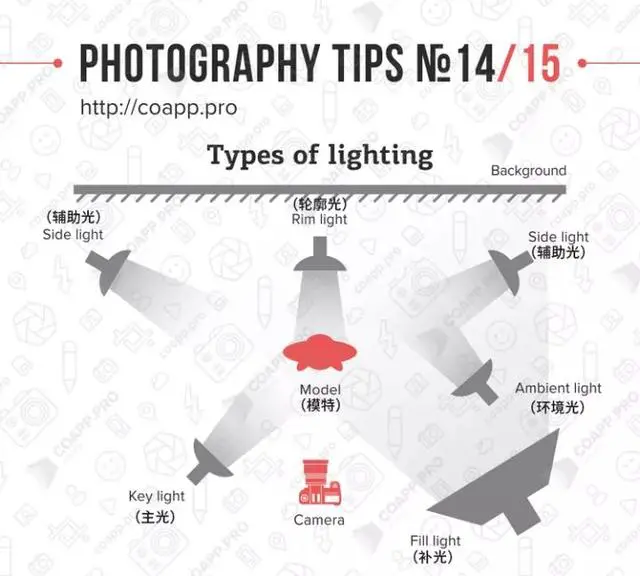 PHOTOGRAPHY TIPS №14/15
http://coapp.pro
Types of lighting
Background
(辅助光)
Side light
(轮廓光)
Rim light
Side light
(辅助光)
Model
(模特)
Ambient light
(环境光)
Key light
(主光)
Camera
Fill light
(补光)
COAPP.PRO